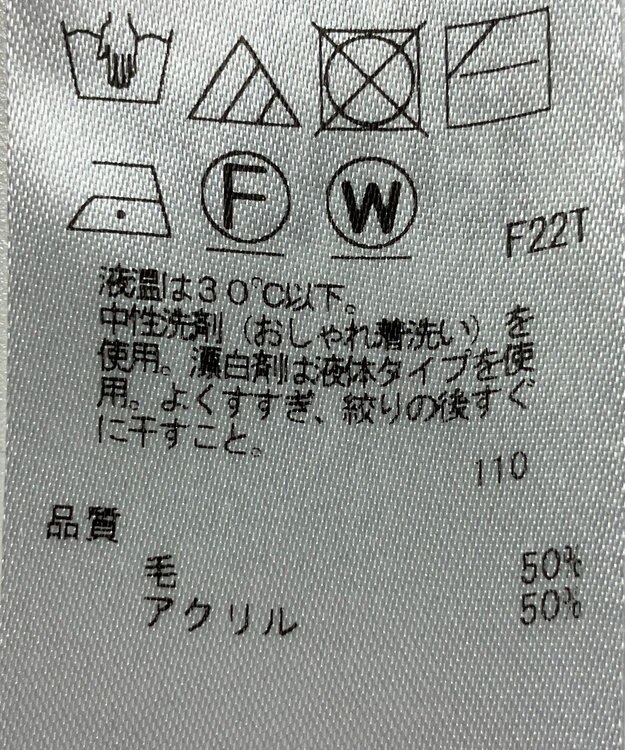 F W
F22T
液温は30℃以下。
中性洗剤(おしゃれ着洗い)を
使用。漂白剤は液体タイプを使
用。よくすすぎ、絞りの後すぐ
に干すこと。
110
品質
毛 50%
アクリル 50%